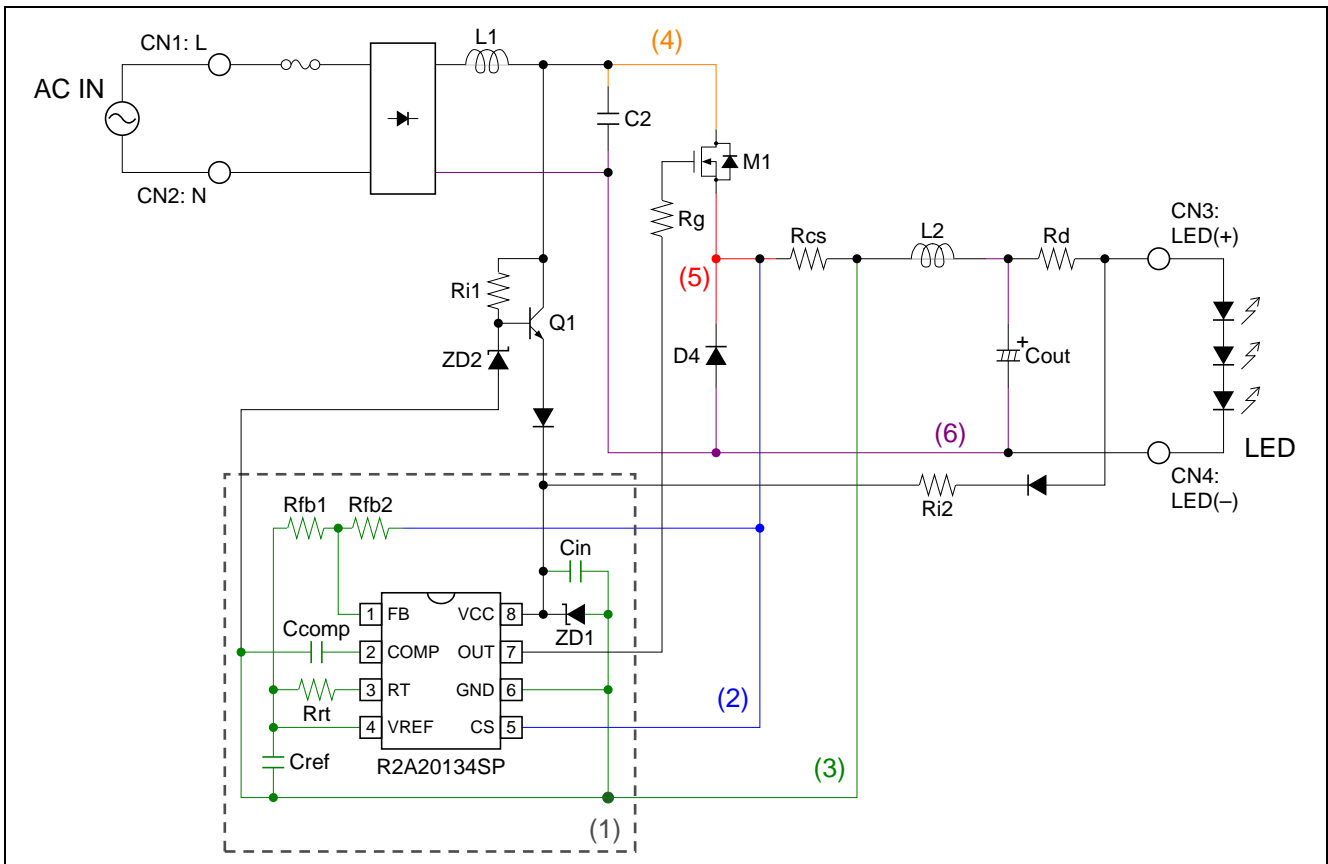 CN1: L
L1
(4)
AC IN
C2
M1
CN2: N
Rg
CN3:
LED(+)
Rcs
L2
Rd
(5)
Ri1
Q1
ZD2
D4
+
Cout
(6)
LED
CN4:
LED(–)
Ri2
Rfb1
Rfb2
Cin
1
FB
VCC
8
ZD1
Ccomp
2
COMP
OUT
7
3
RT
GND
6
Rrt
(2)
4
VREF
CS
5
Cref
R2A20134SP
(3)
(1)